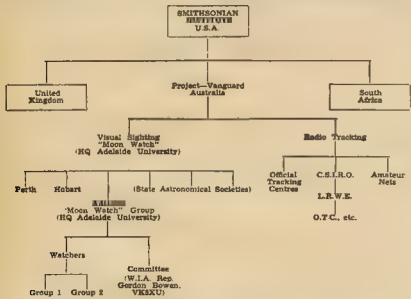 SMITHSONIAN
INSTITUTE
U.S.A.
United
Kingdom
Project—Vanguard
Australia
South
Africa
Visual Sighting
"Moon Watch"
(HQ Adelaide University)
Radio Tracking
Perth
Hobart
(State Astronomical Societies)
Official
Tracking
Centres
C.S.I.R.O.
L.R.W.E.
O.T.C., etc.
Amateur
Nets
"Moon Watch" Group
(HQ Adelaide University)
Watchers
Committee
(W.I.A. Rep.
Gordon Bowen,
VK5XU)
Group 1
Group 2